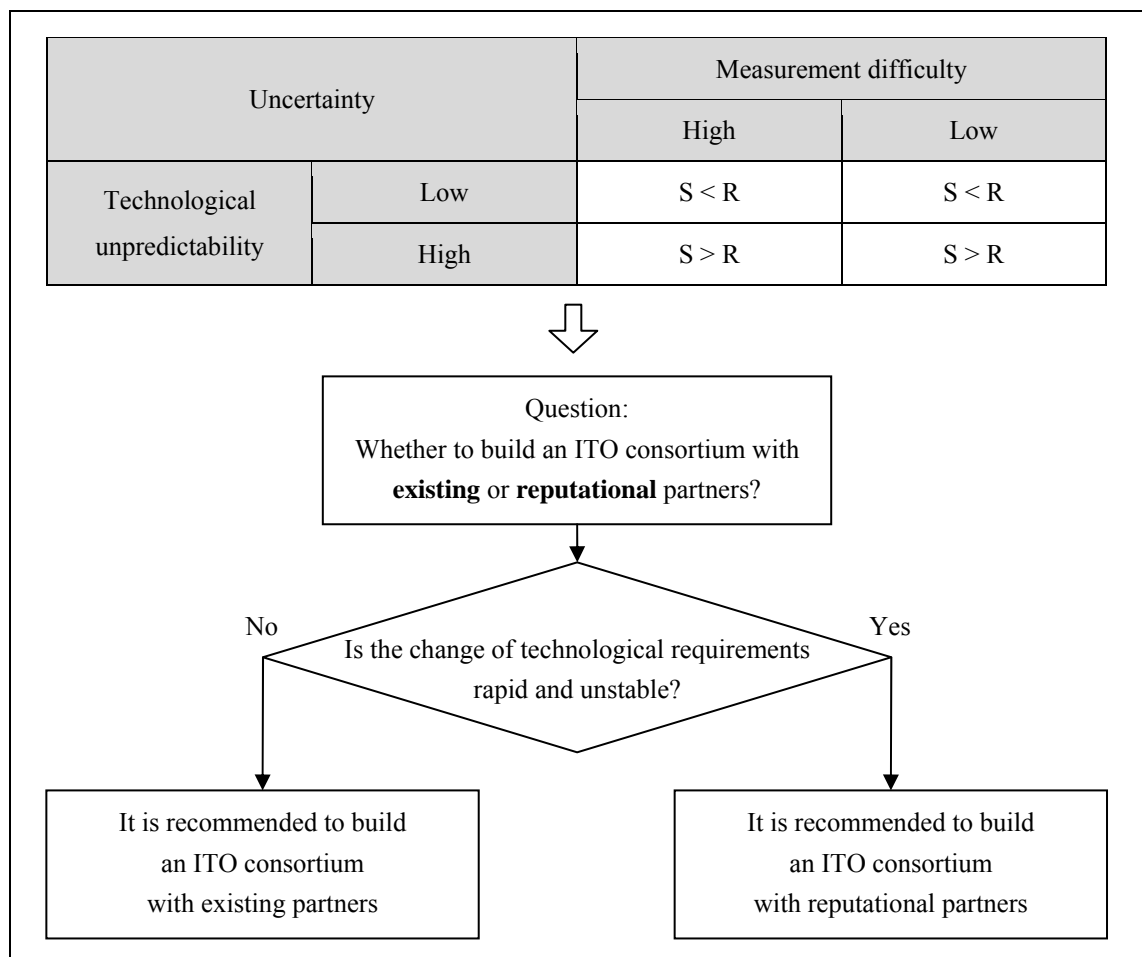 Uncertainty
Measurement difficulty
High
Low
Technological
unpredictability
Low
S < R
S < R
High
S > R
S > R
Question:
Whether to build an ITO consortium with
existing or reputational partners?
No
Yes
Is the change of technological requirements
rapid and unstable?
It is recommended to build
an ITO consortium
with existing partners
It is recommended to build
an ITO consortium
with reputational partners